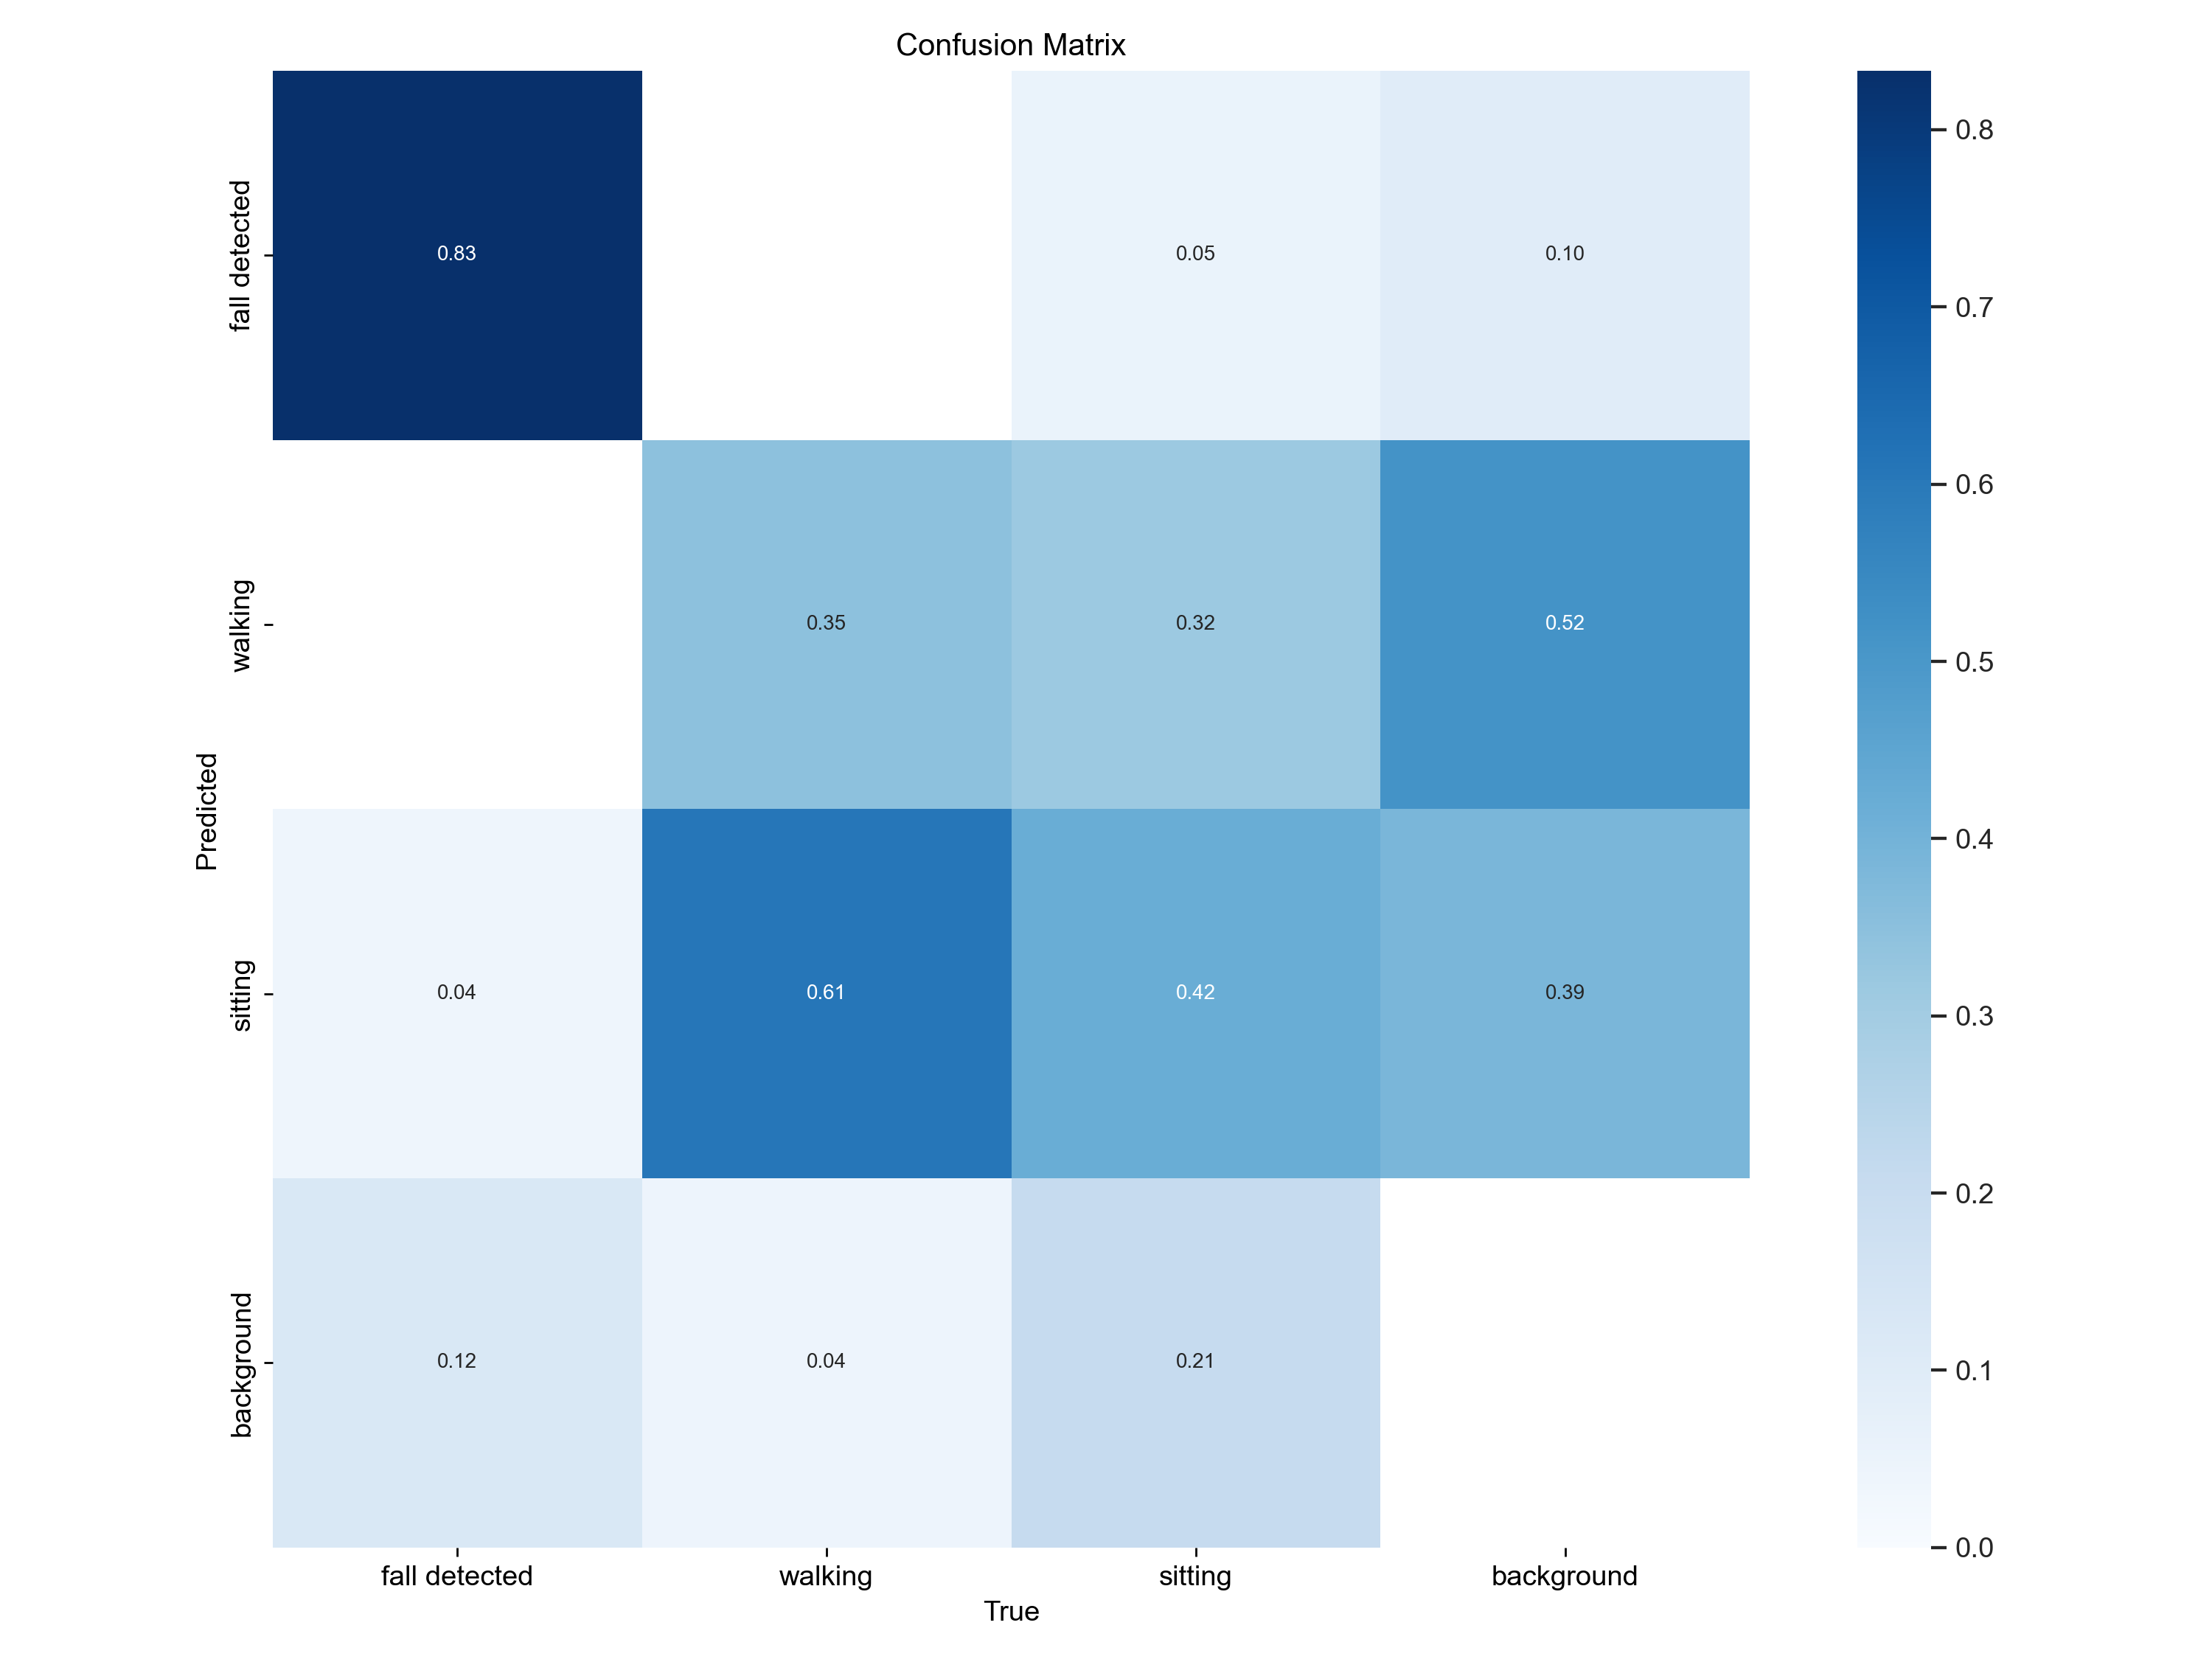 Confusion Matrix
fall detected
0.83
0.05
0.10
walking
0.35
0.32
0.52
sitting
0.04
0.61
0.42
0.39
background
0.12
0.04
0.21
Predicted
fall detected
walking
sitting
background
True
0.8
0.7
0.6
0.5
0.4
0.3
0.2
0.1
0.0